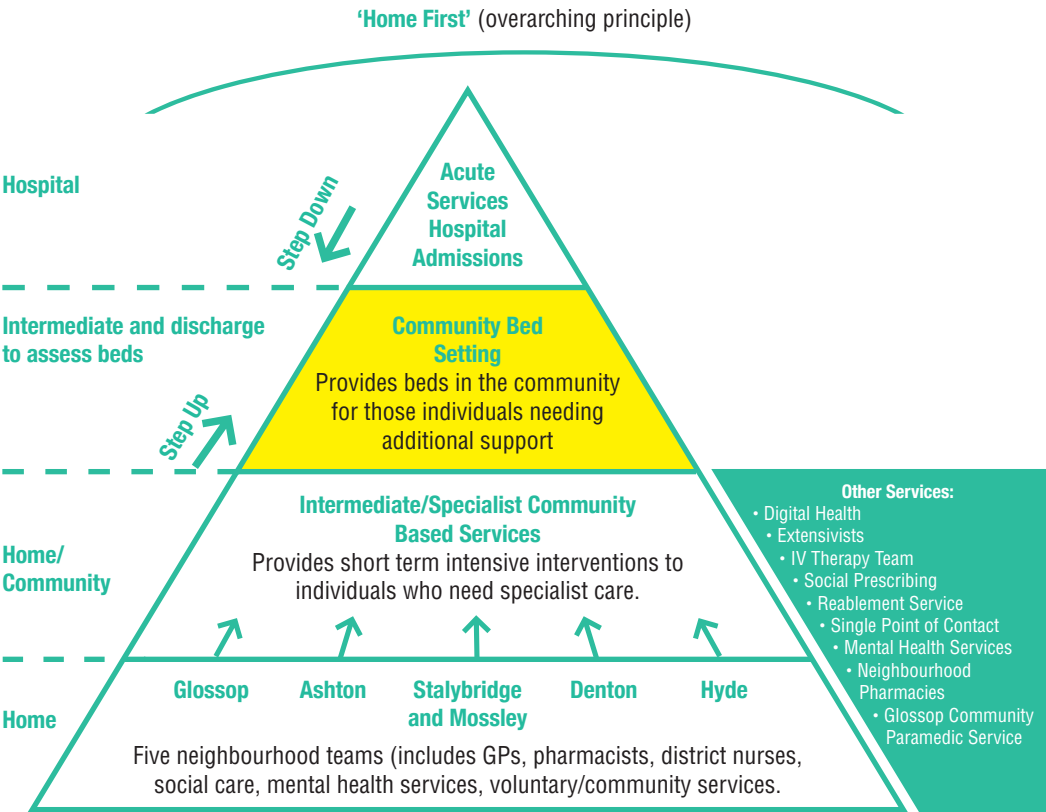 ‘Home First’ (overarching principle)
Hospital
Step Down
Acute
Services
Hospital
Admissions
Intermediate and discharge
to assess beds
Step Up
Community Bed
Setting
Provides beds in the community
for those individuals needing
additional support
Home/
Community
Intermediate/Specialist Community
Based Services
Provides short term intensive interventions to
individuals who need specialist care.
Other Services:
• Digital Health
• Extensivists
• IV Therapy Team
• Social Prescribing
• Reablement Service
• Single Point of Contact
• Mental Health Services
• Neighbourhood
Pharmacies
• Glossop Community
Paramedic Service
Home
Glossop
Ashton
Stalybridge
and Mossley
Denton
Hyde
Five neighbourhood teams (includes GPs, pharmacists, district nurses,
social care, mental health services, voluntary/community services.